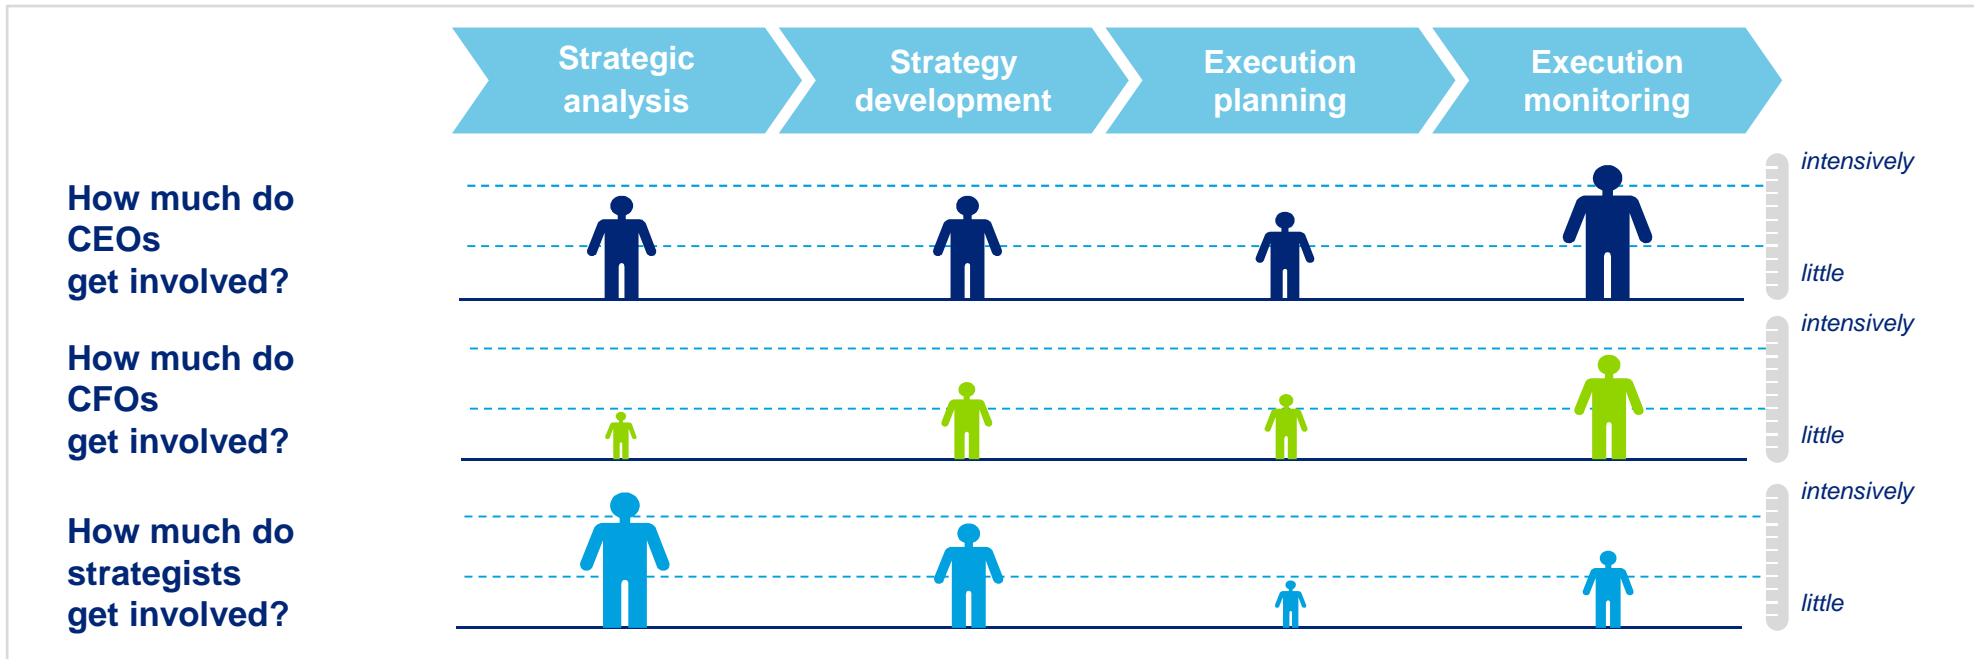 Strategic
analysis
Strategy
development
Execution
planning
Execution
monitoring
How much do
CEOs
get involved?
intensively
little
How much do
CFOs
get involved?
intensively
little
How much do
strategists
get involved?
intensively
little